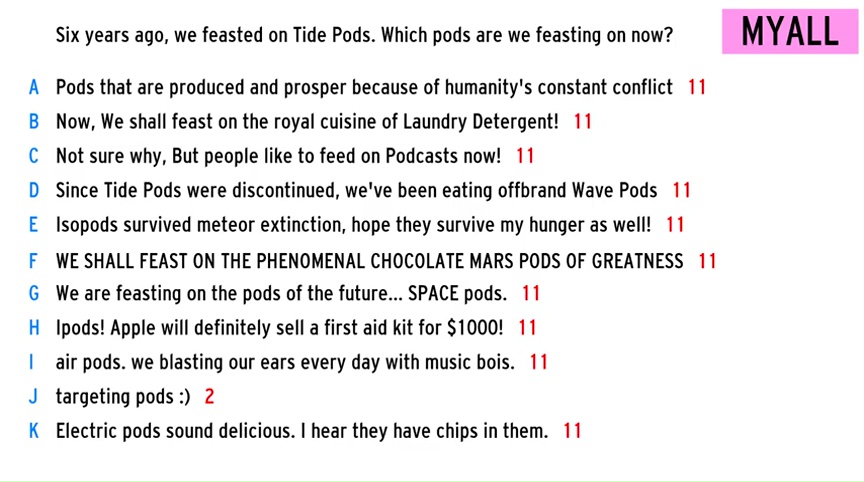 Six years ago, we feasted on Tide Pods. Which pods are we feasting on now?
MYALL
A Pods that are produced and prosper because of humanity's constant conflict 11
B Now, We shall feast on the royal cuisine of Laundry Detergent! 11
C Not sure why, But people like to feed on Podcasts now! 11
D Since Tide Pods were discontinued, we've been eating offbrand Wave Pods 11
E Isopods survived meteor extinction, hope they survive my hunger as well! 11
F WE SHALL FEAST ON THE PHENOMENAL CHOCOLATE MARS PODS OF GREATNESS 11
G We are feasting on the pods of the future... SPACE pods. 11
H Ipods! Apple will definitely sell a first aid kit for $1000! 11
I air pods. we blasting our ears every day with music bois. 11
J targeting pods :) 2
K Electric pods sound delicious. I hear they have chips in them. 11